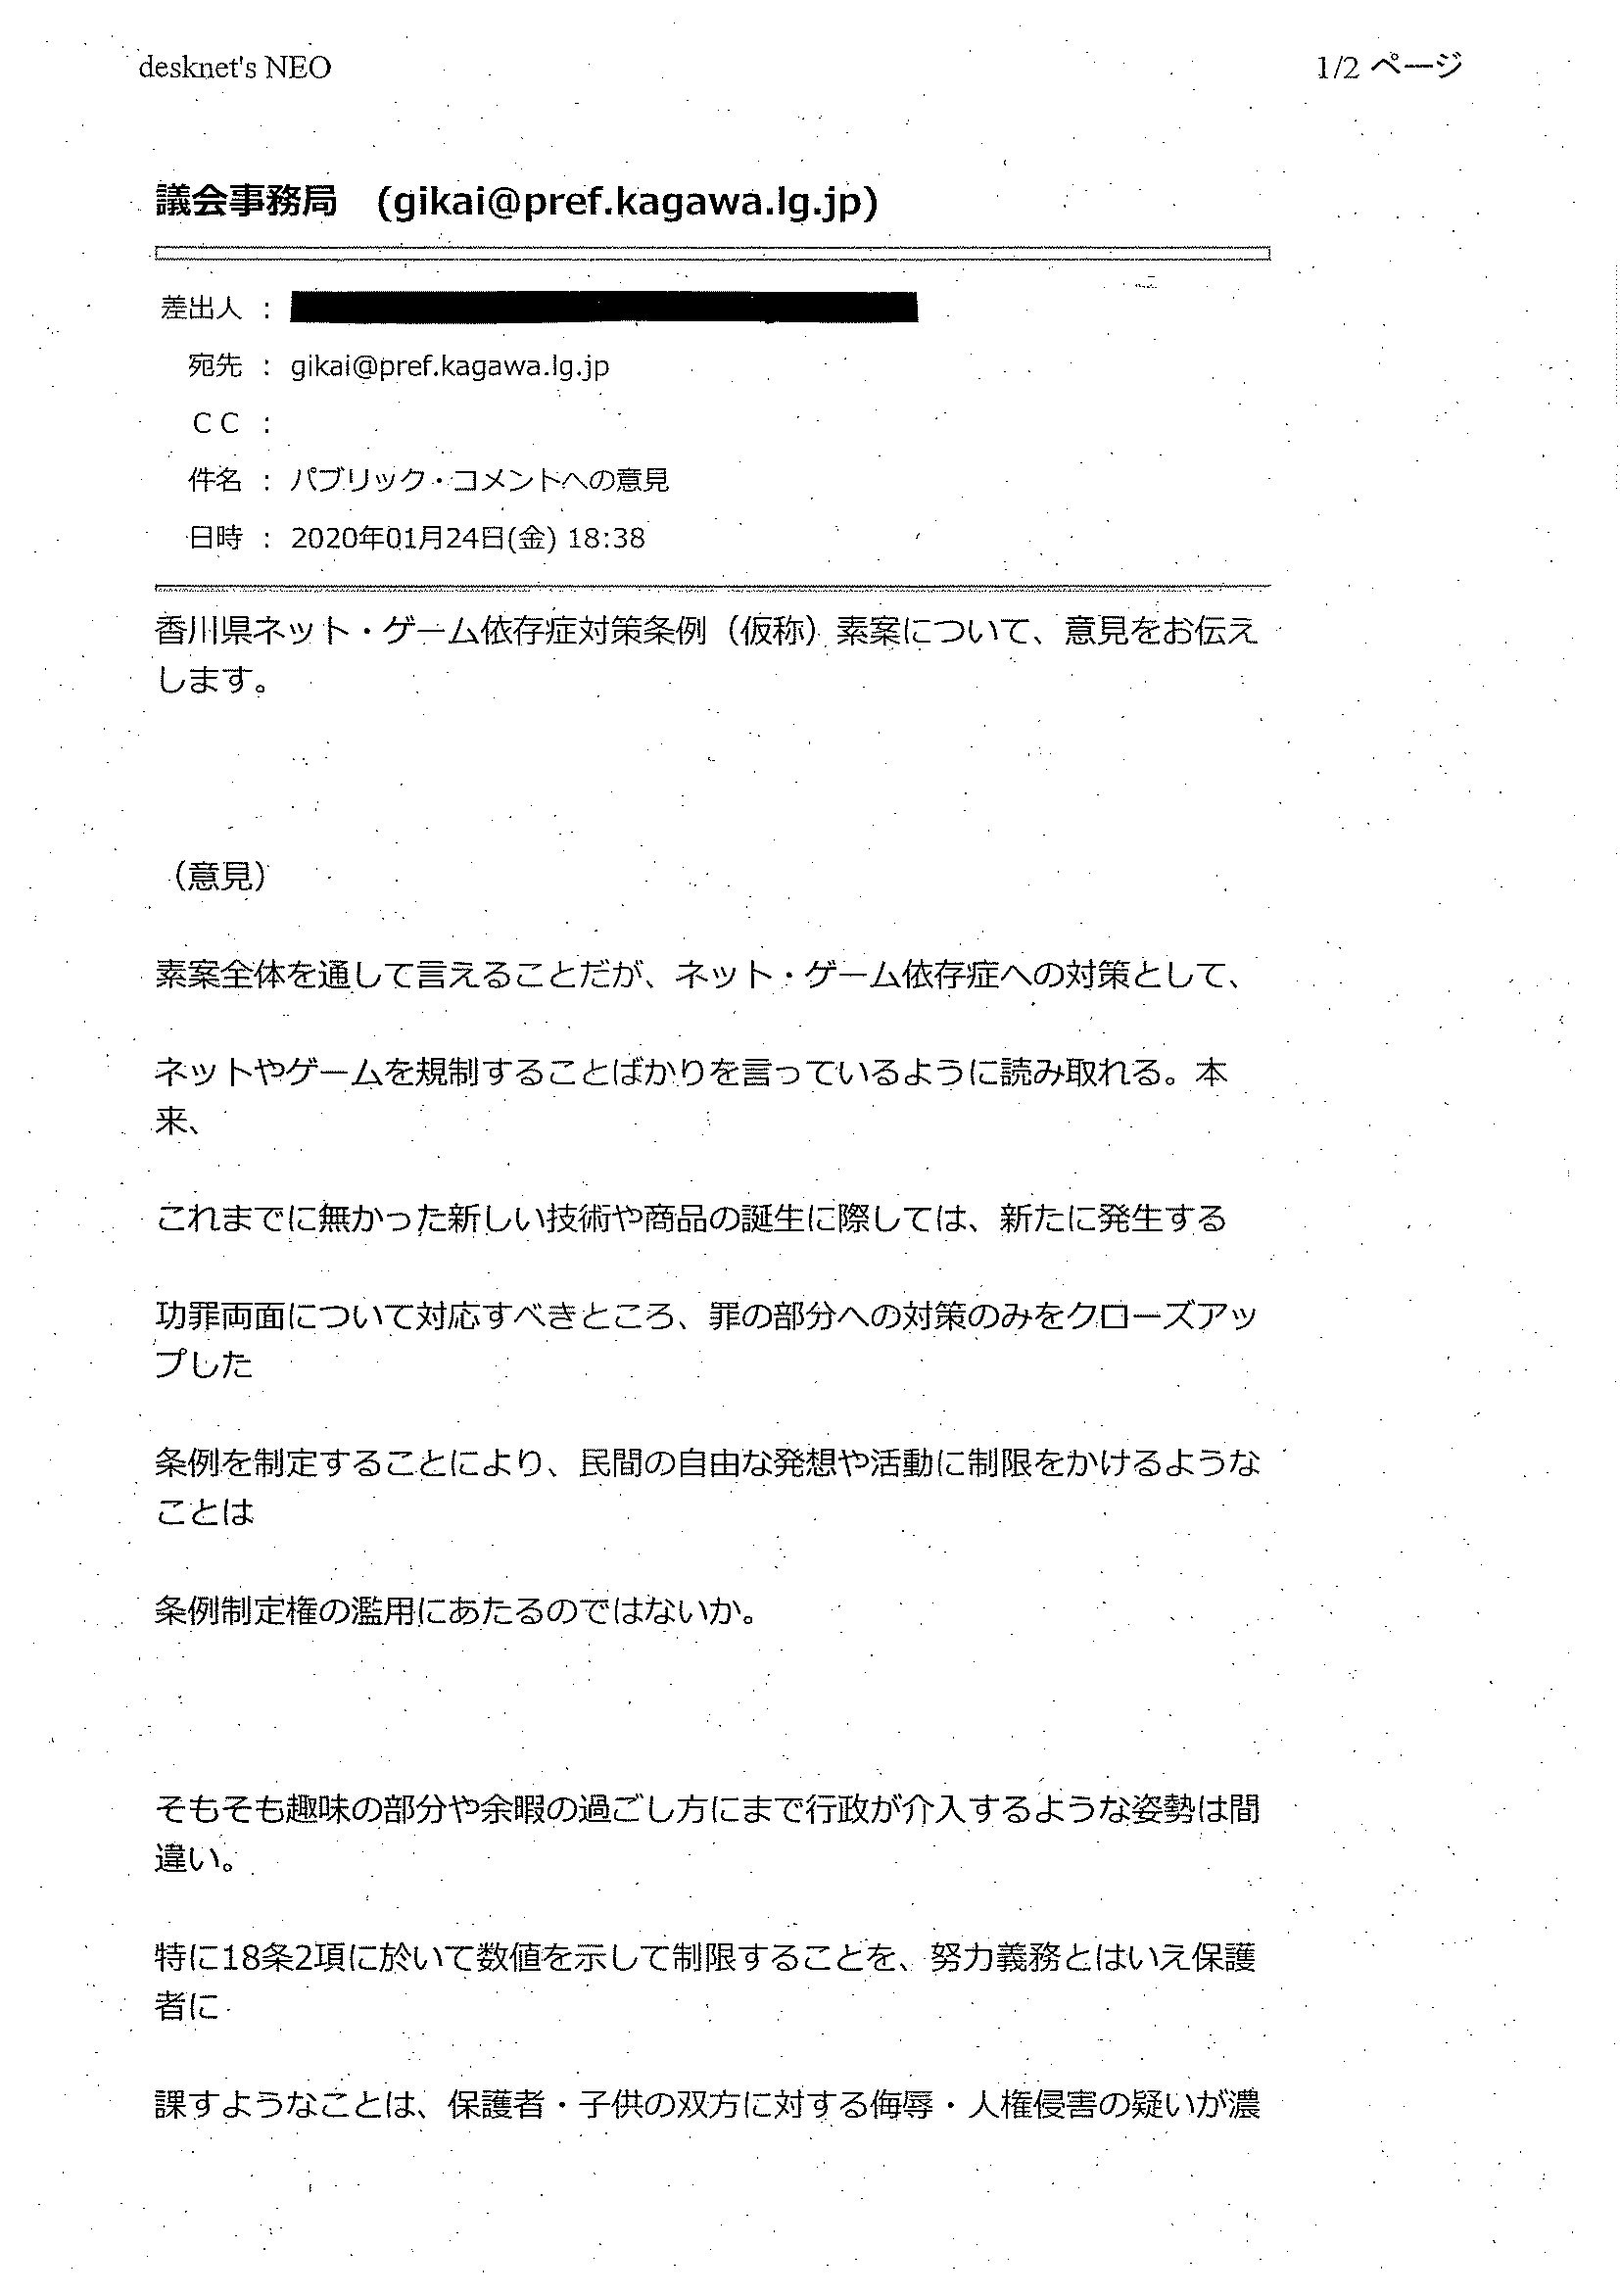 desknet's NEO
1/2 ページ
議会事務局　(gikai@pref.kagawa.lg.jp)
差出人 :
宛先 : gikai@pref.kagawa.lg.jp
ＣＣ :
件名 : パブリック・コメントへの意見
日時 : 2020年01月24日(金) 18:38
香川県ネット・ゲーム依存症対策条例（仮称）素案について、意見をお伝え
します。
（意見）
素案全体を通して言えることだが、ネット・ゲーム依存症への対策として、
ネットやゲームを規制することばかりを言っているように読み取れる。本
来、
これまでに無かった新しい技術や商品の誕生に際しては、新たに発生する
功罪両面について対応すべきところ、罪の部分への対策のみをクローズアッ
プした
条例を制定することにより、民間の自由な発想や活動に制限をかけるような
ことは
条例制定権の濫用にあたるのではないか。
そもそも趣味の部分や余暇の過ごし方にまで行政が介入するような姿勢は間
違い。
特に18条2項に於いて数値を示して制限することを、努力義務とはいえ保護
者に
課すようなことは、保護者・子供の双方に対する侮辱・人権侵害の疑いが濃